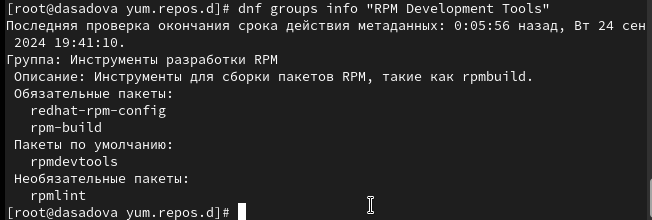 [root@dasadova yum.repos.d]# dnf groups info "RPM Development Tools"
Последняя проверка окончания срока действия метаданных: 0:05:56 назад, Вт 24 сен
2024 19:41:10.
Группа: Инструменты разработки RPM
Описание: Инструменты для сборки пакетов RPM, такие как rpmbuild.
Обязательные пакеты:
redhat-rpm-config
rpm-build
Пакеты по умолчанию:
rpmdevtools
Необязательные пакеты:
rpmlint
[root@dasadova yum.repos.d]#